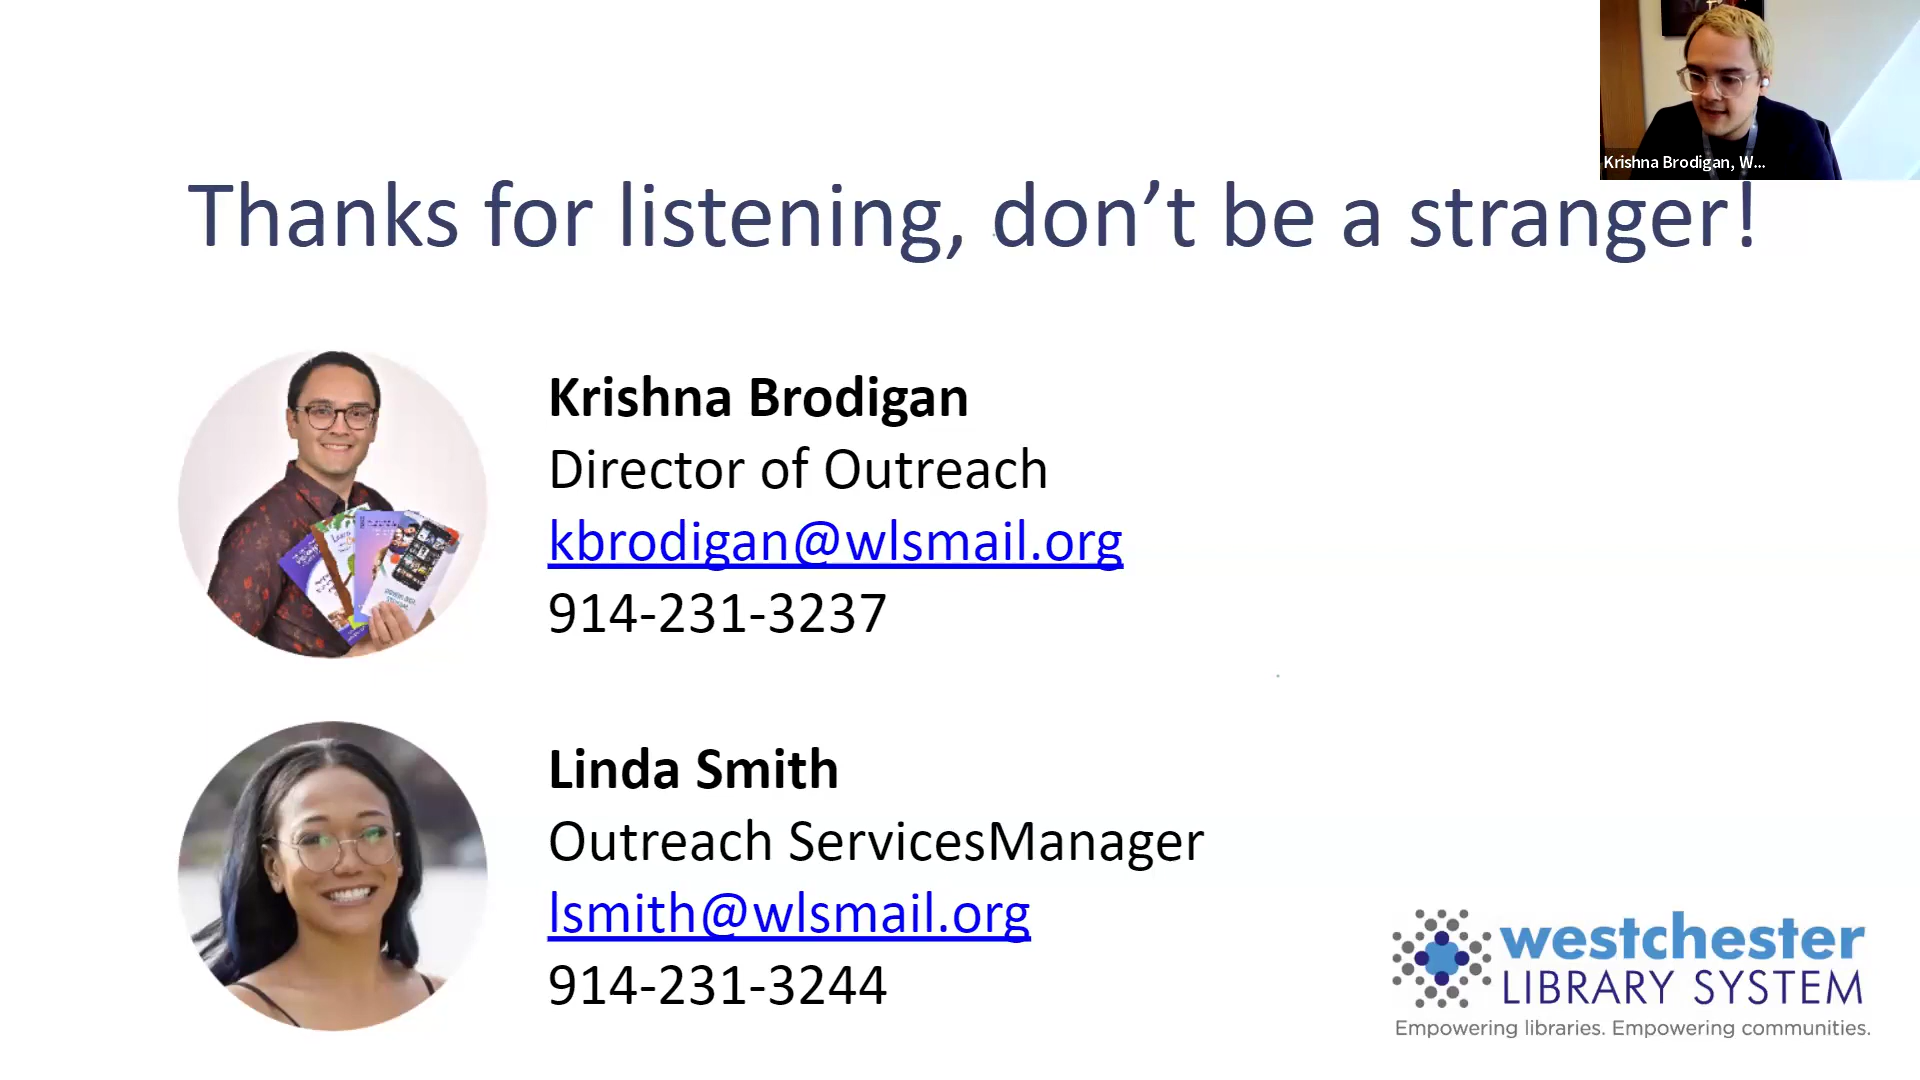 Krishna Brodigan, W...
Thanks for listening, don’t be a stranger!
Krishna Brodigan
Director of Outreach
kbrodigan@wlsmail.org
914-231-3237
Linda Smith
Outreach ServicesManager
lsmith@wlsmail.org
914-231-3244
westchester
LIBRARY SYSTEM
Empowering libraries. Empowering communities.